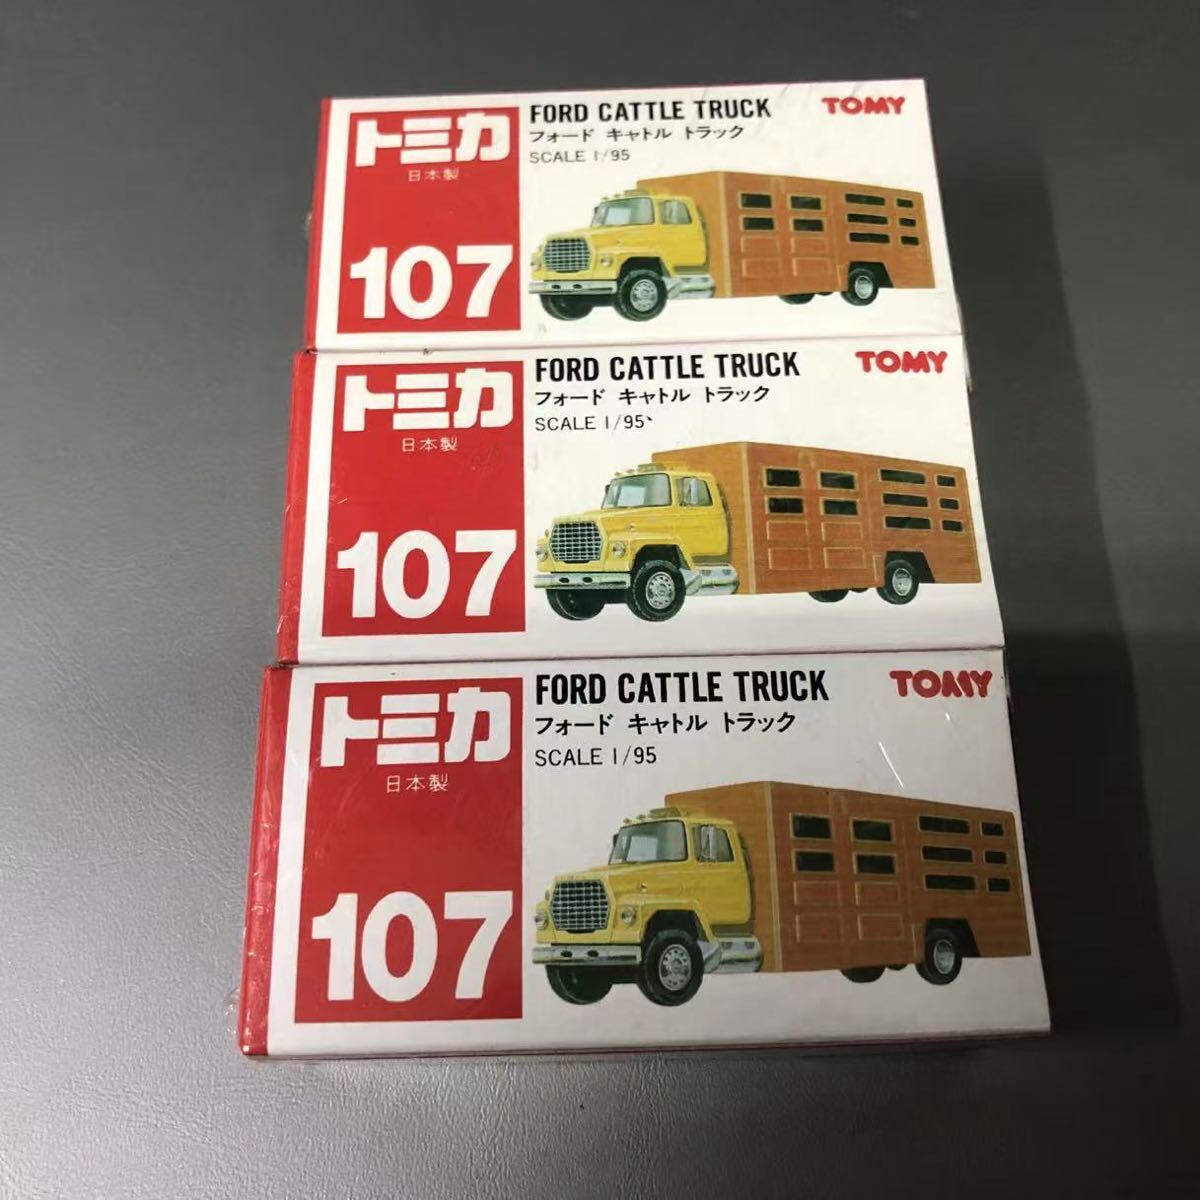 トミカ
日本製
107
FORD CATTLE TRUCK
フォード キャトル トラック
SCALE 1/95
TOMY
トミカ
日本製
107
FORD CATTLE TRUCK
フォード キャトル トラック
SCALE 1/95
TOMY
トミカ
日本製
107
FORD CATTLE TRUCK
フォード キャトル トラック
SCALE 1/95
TOMY